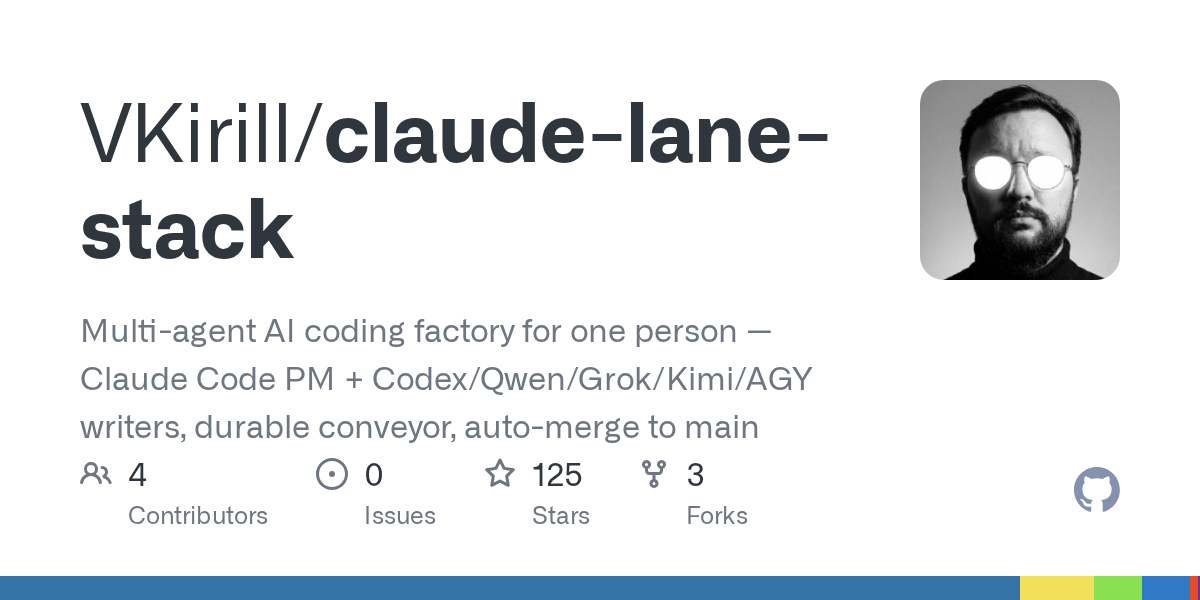 VKirill/claude-lane-
stack
Multi-agent AI coding factory for one person —
Claude Code PM + Codex/Qwen/Grok/Kimi/AGY
writers, durable conveyor, auto-merge to main
4 0 125 3
Contributors Issues Stars Forks